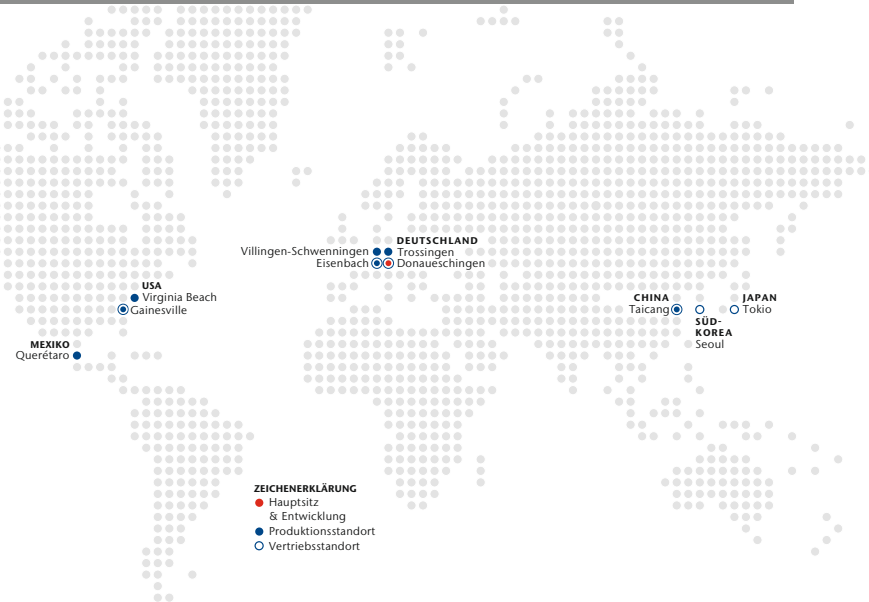 DEUTSCHLAND
Villingen-Schwenningen Trossingen
Eisenbach Donaueschingen
USA
Virginia Beach
Gainesville
MEXIKO
Querétaro
CHINA
Taicang
SÜD-
KOREA
Seoul
JAPAN
Tokio
ZEICHENERKLÄRUNG
Hauptsitz
& Entwicklung
Produktionsstandort
Vertriebsstandort